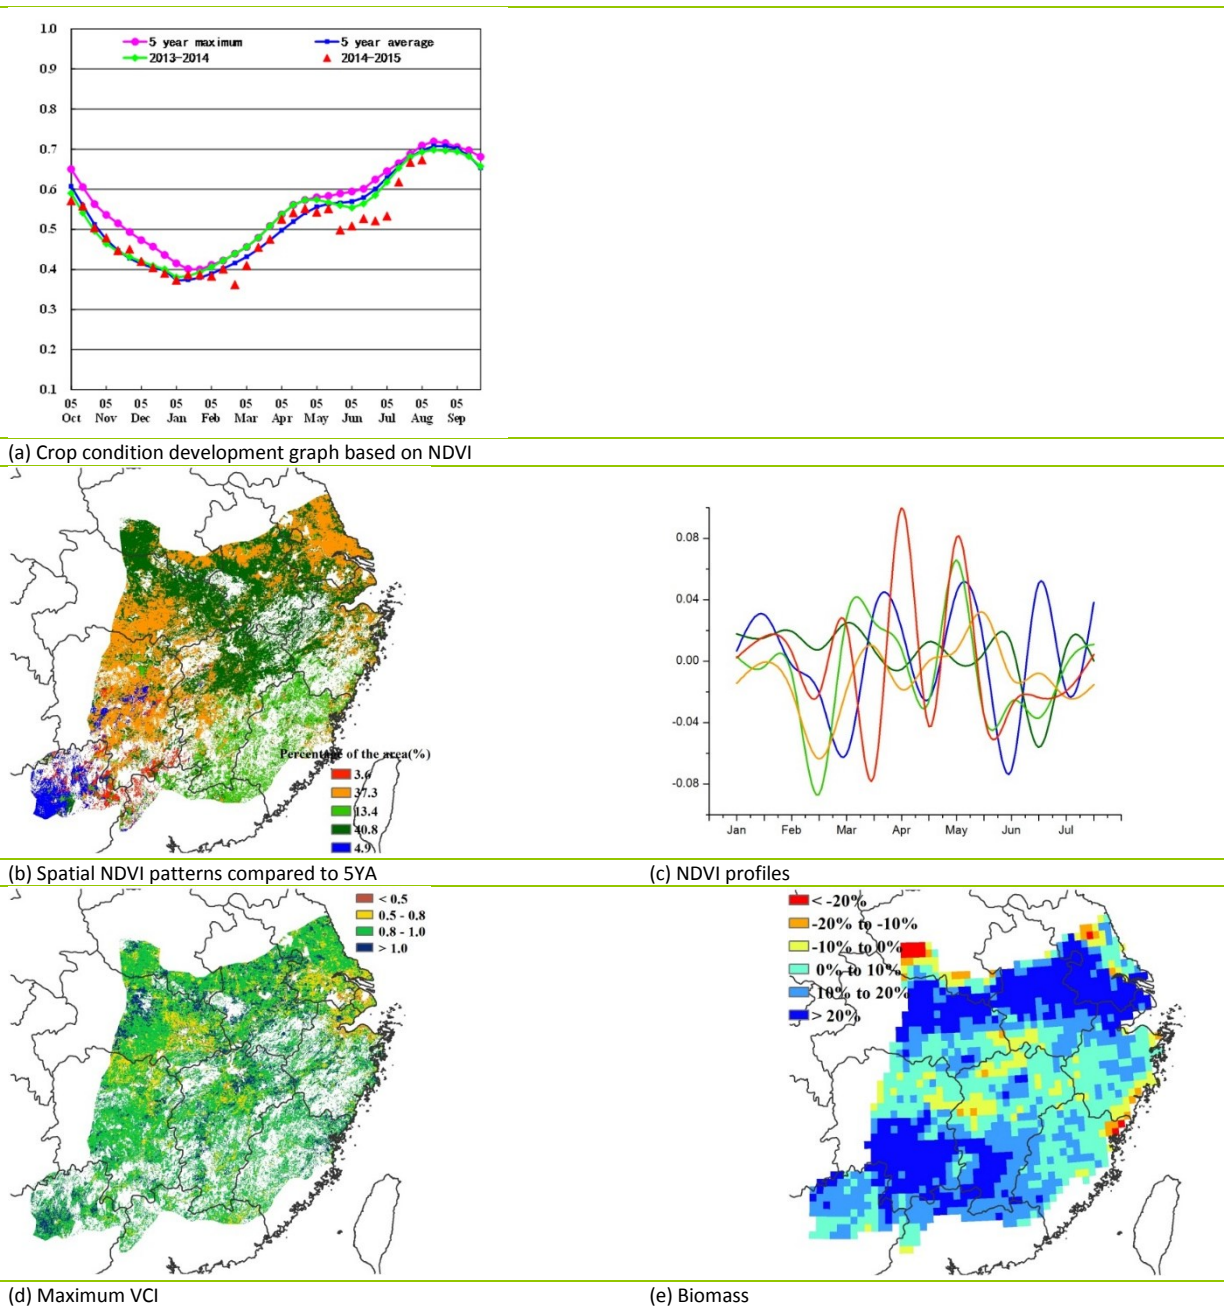 1.0
5 year maximum
5 year average
2013-2014
2014-2015
0.9
0.8
0.7
0.6
0.5
0.4
0.3
0.2
0.1
05 05 05 05 05 05 05 05 05 05 05 05
Oct Nov Dec Jan Feb Mar Apr May Jun Jul Aug Sep
(a) Crop condition development graph based on NDVI
Percentage of the area(%)
3.6
37.3
13.4
40.8
4.9
0.08
0.04
0.00
-0.04
-0.08
Jan Feb Mar Apr May Jun Jul
(b) Spatial NDVI patterns compared to 5YA
(c) NDVI profiles
< 0.5
0.5 - 0.8
0.8 - 1.0
> 1.0
< -20%
-20% to -10%
-10% to 0%
0% to 10%
10% to 20%
> 20%
(d) Maximum VCI
(e) Biomass